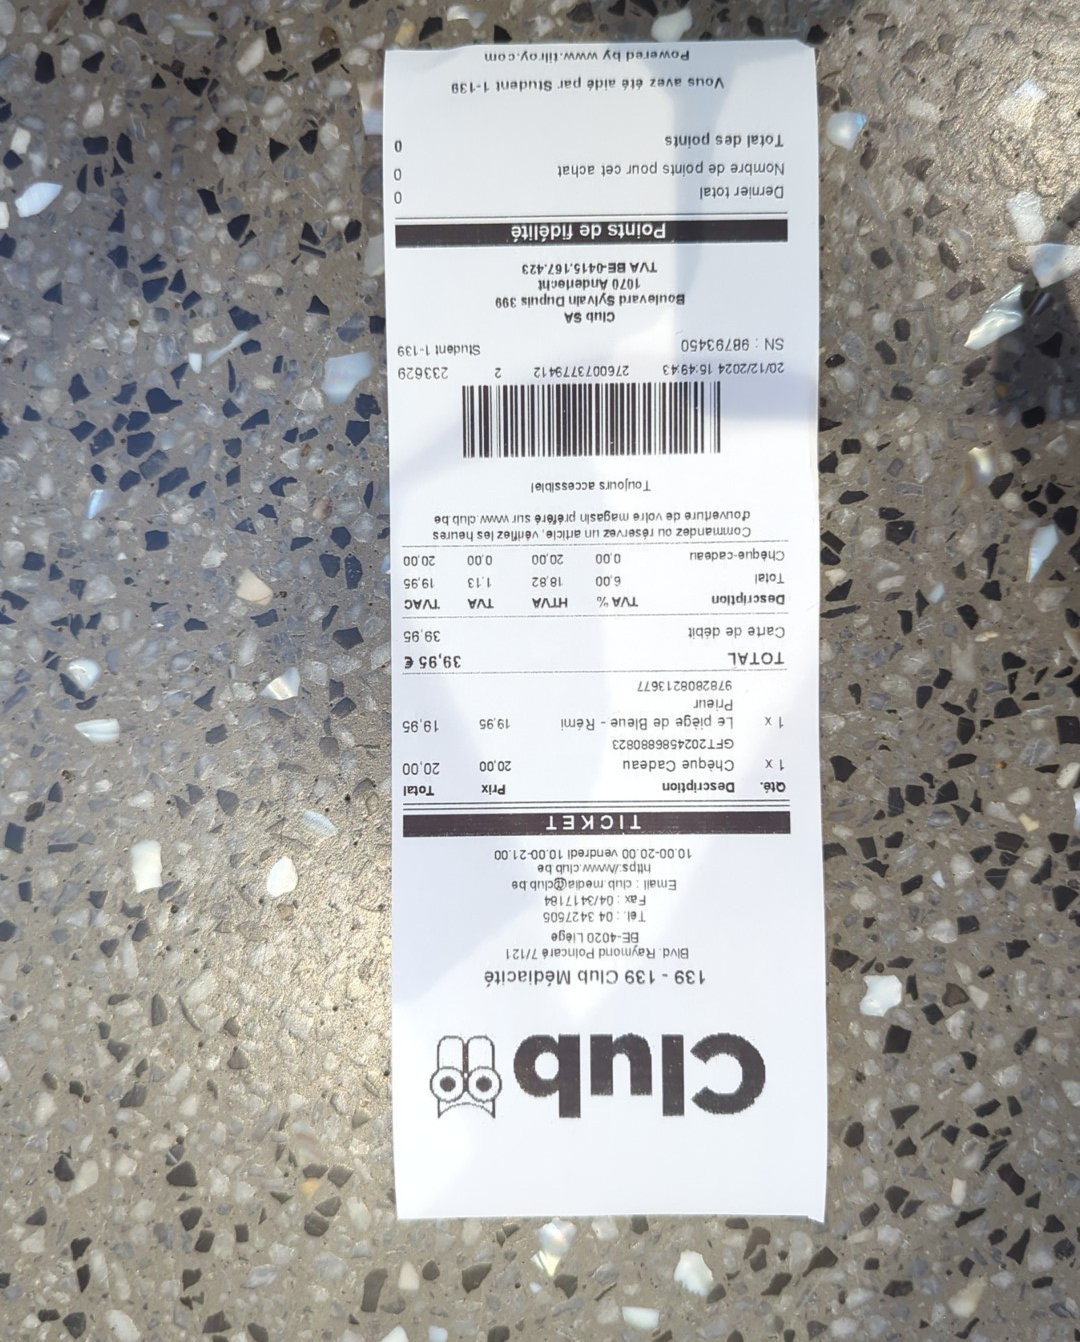 Club
139 - 139 Club Médiacité
Blvd. Raymond Poincaré 7/121
BE-4020 Liège
Tél. : 04 3427505
Fax : 04/3417184
Email : club.media@club.be
https://www.club.be
10.00-20.00 vendredi 10.00-21.00
TICKET
Qté. Description Prix Total
1 x Chèque Cadeau 20,00 20,00
GFT2024586880823
1 x Le piège de Bleue - Rémi 19,95 19,95
Prieur
9782808213677
TOTAL 39,95 €
Carte de débit 39,95
Description TVA % HTVA TVA TVAC
Total 6.00 18.82 1.13 19.95
Chèque-cadeau 0.00 20.00 0.00 20.00
Commandez ou réservez un article, vérifiez les heures
d'ouverture de votre magasin préféré sur www.club.be
Toujours accessible!
20/12/2024 15:49:43 2760073779412 2 233629
SN : 98793450 Student 1-139
Club SA
Boulevard Sylvain Dupuis 399
1070 Anderlecht
TVA BE-0415.167.423
Points de fidélité
Dernier total 0
Nombre de points pour cet achat 0
Total des points 0
Vous avez été aidé par Student 1-139
Powered by www.tilroy.com